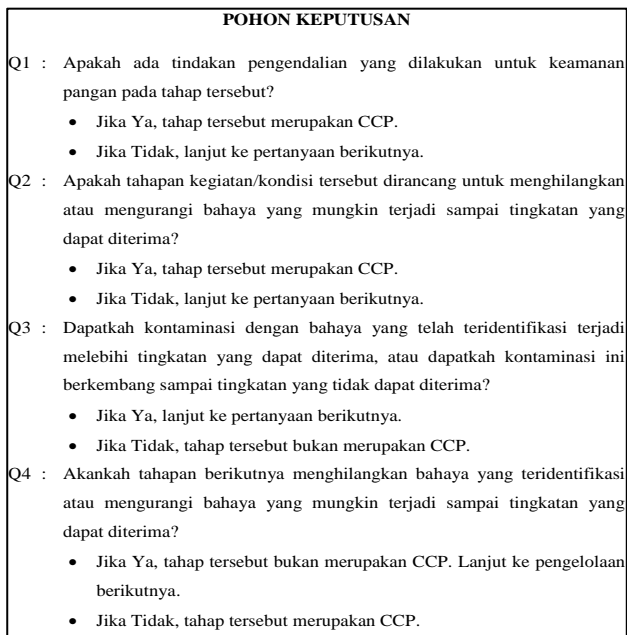 POHON KEPUTUSAN
Q1 : Apakah ada tindakan pengendalian yang dilakukan untuk keamanan
pangan pada tahap tersebut?
• Jika Ya, tahap tersebut merupakan CCP.
• Jika Tidak, lanjut ke pertanyaan berikutnya.
Q2 : Apakah tahapan kegiatan/kondisi tersebut dirancang untuk menghilangkan
atau mengurangi bahaya yang mungkin terjadi sampai tingkatan yang
dapat diterima?
• Jika Ya, tahap tersebut merupakan CCP.
• Jika Tidak, lanjut ke pertanyaan berikutnya.
Q3 : Dapatkah kontaminasi dengan bahaya yang telah teridentifikasi terjadi
melebihi tingkatan yang dapat diterima, atau dapatkah kontaminasi ini
berkembang sampai tingkatan yang tidak dapat diterima?
• Jika Ya, lanjut ke pertanyaan berikutnya.
• Jika Tidak, tahap tersebut bukan merupakan CCP.
Q4 : Akankah tahapan berikutnya menghilangkan bahaya yang teridentifikasi
atau mengurangi bahaya yang mungkin terjadi sampai tingkatan yang
dapat diterima?
• Jika Ya, tahap tersebut bukan merupakan CCP. Lanjut ke pengelolaan
berikutnya.
• Jika Tidak, tahap tersebut merupakan CCP.